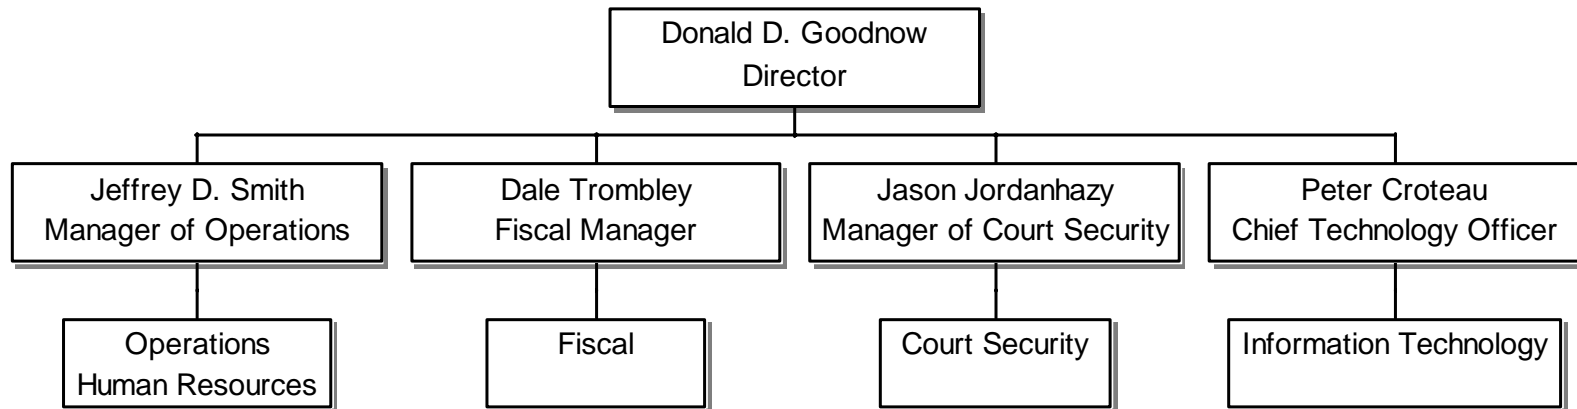 Donald D. Goodnow
Director
Jeffrey D. Smith
Manager of Operations
Dale Trombley
Fiscal Manager
Jason Jordanhazy
Manager of Court Security
Peter Croteau
Chief Technology Officer
Operations
Human Resources
Fiscal
Court Security
Information Technology